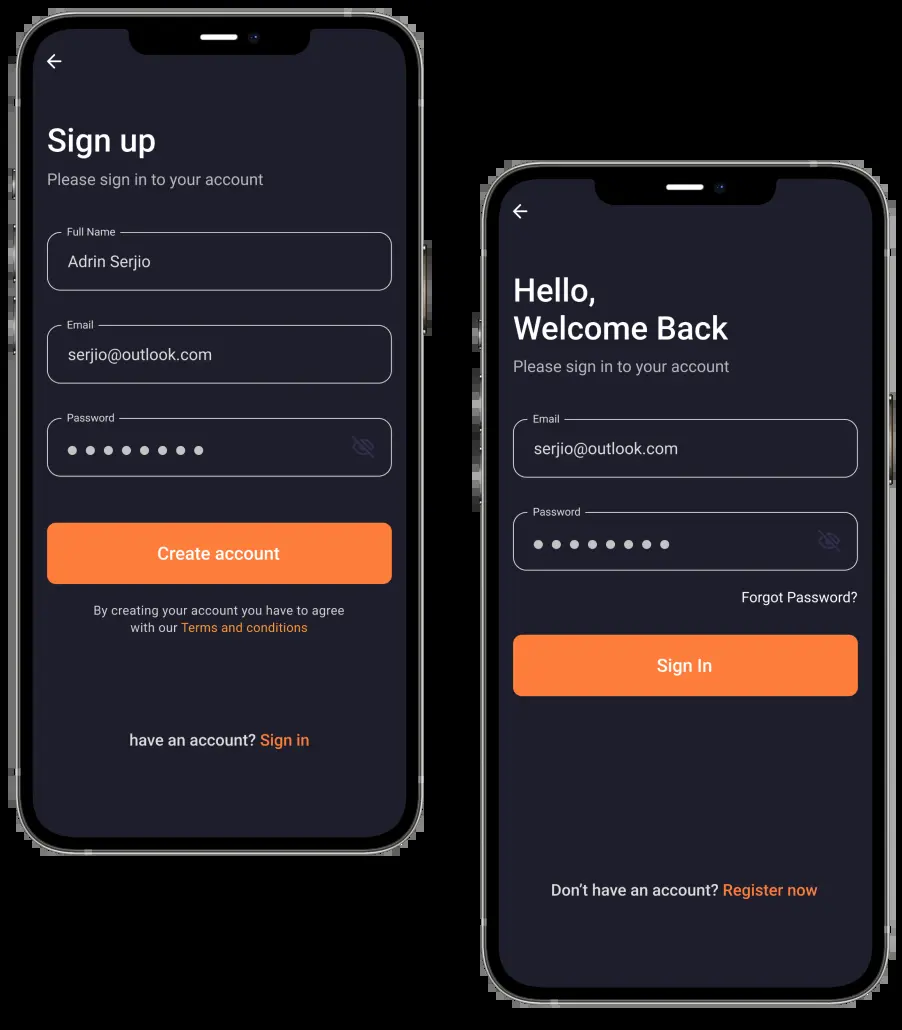 Sign up
Please sign in to your account
Full Name
Adrin Serjio
Email
serjio@outlook.com
Password
Create account
By creating your account you have to agree
with our Terms and conditions
have an account? Sign in
Hello,
Welcome Back
Please sign in to your account
Email
serjio@outlook.com
Password
Forgot Password?
Sign In
Don't have an account? Register now